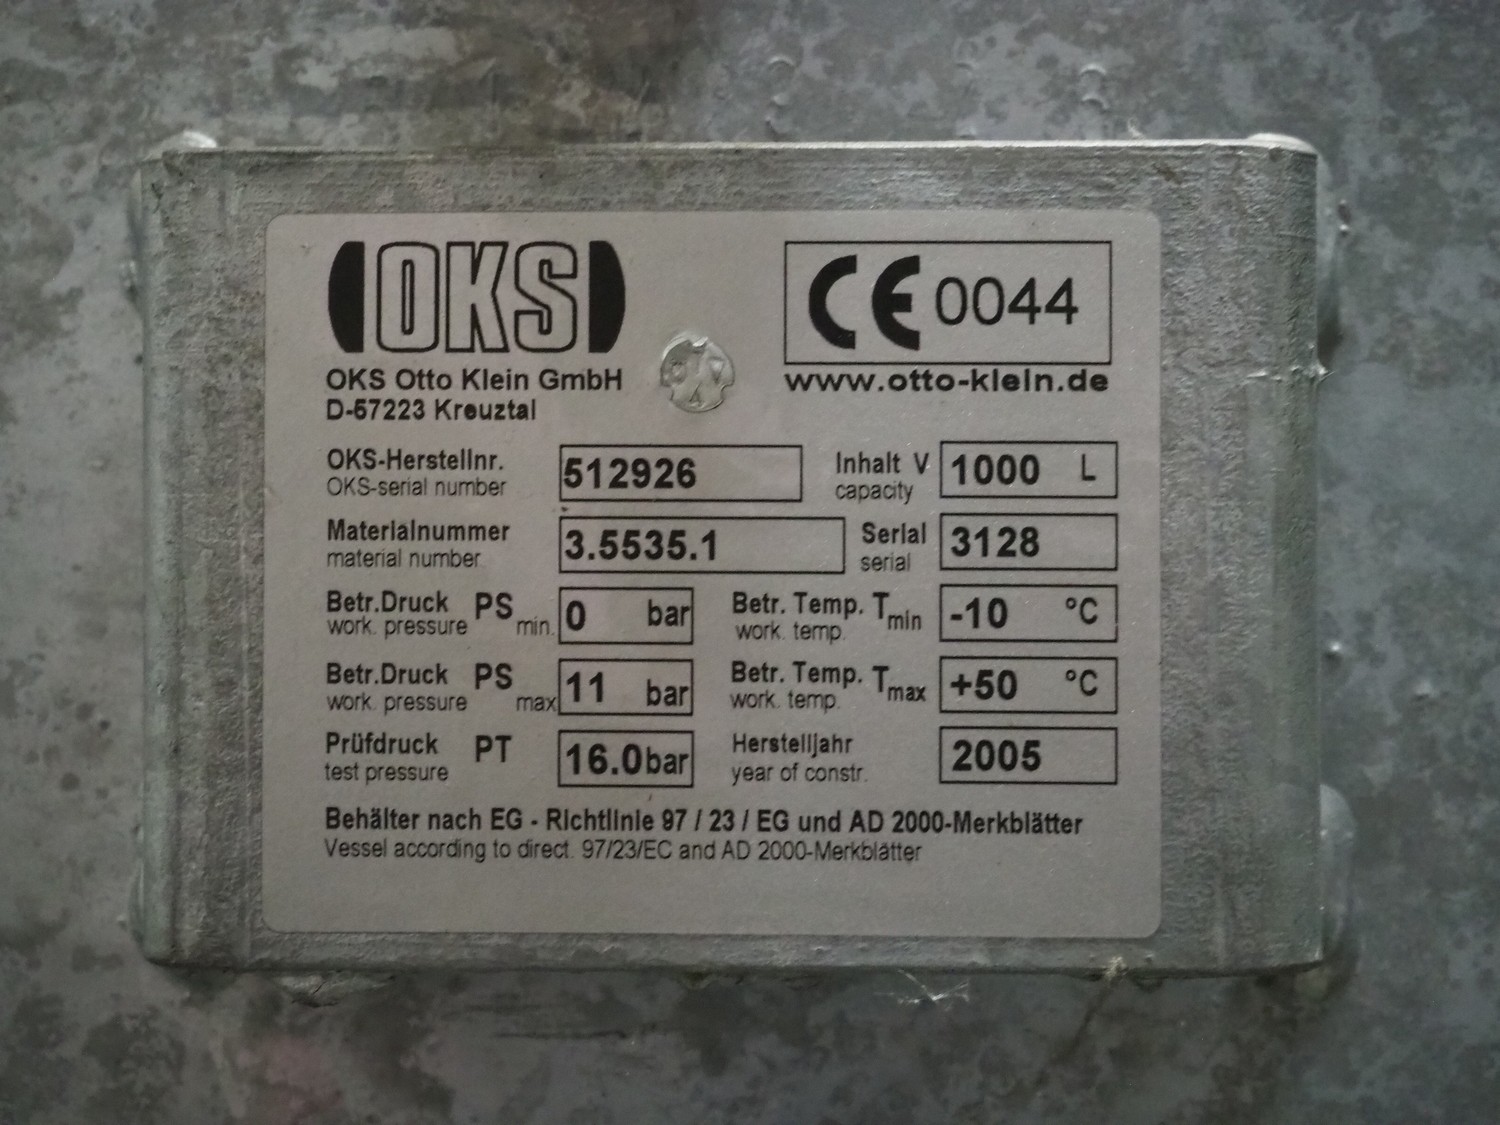 OKS
CE 0044
OKS Otto Klein GmbH
D-57223 Kreuztal
www.otto-klein.de
OKS-Herstellnr.
OKS-serial number
512926
Inhalt V
capacity
1000 L
Materialnummer
material number
3.5535.1
Serial
serial
3128
Betr.Druck PS min.
work. pressure
0 bar
Betr. Temp. Tmin
work. temp.
-10 °C
Betr.Druck PS max
work. pressure
11 bar
Betr. Temp. Tmax
work. temp.
+50 °C
Prüfdruck PT
test pressure
16.0bar
Herstelljahr
year of constr.
2005
Behälter nach EG - Richtlinie 97 / 23 / EG und AD 2000-Merkblätter
Vessel according to direct. 97/23/EC and AD 2000-Merkblätter